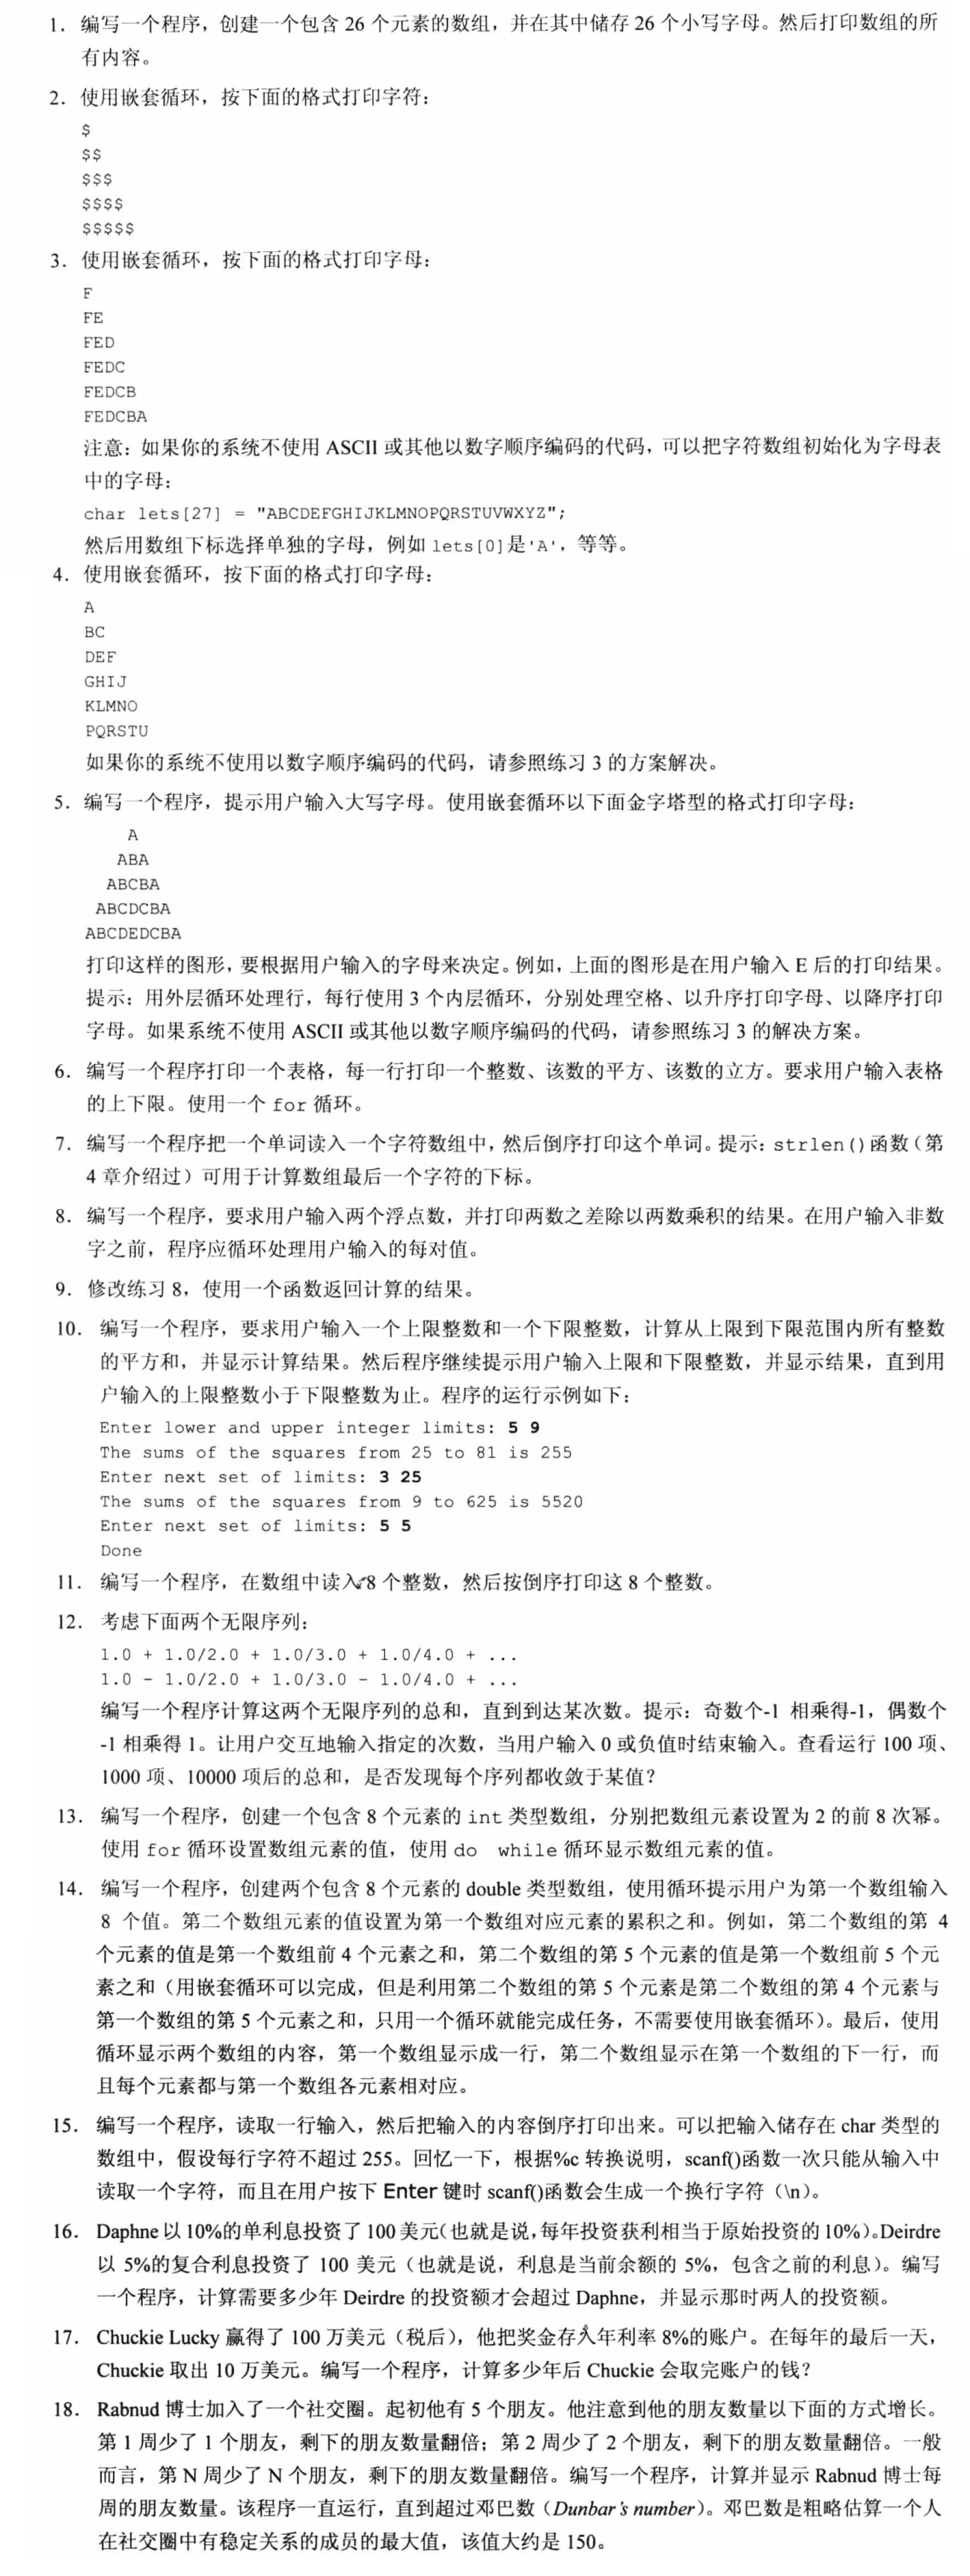 1. 编写一个程序，创建一个包含 26 个元素的数组，并在其中储存 26 个小写字母。然后打印数组的所
有内容。
2. 使用嵌套循环，按下面的格式打印字符：
$
$$
$$$
$$$$
$$$$$
3. 使用嵌套循环，按下面的格式打印字母：
F
FE
FED
FEDC
FEDCB
FEDCBA
注意：如果你的系统不使用 ASCII 或其他以数字顺序编码的代码，可以把字符数组初始化为字母表
中的字母：
char lets[27] = "ABCDEFGHIJKLMNOPQRSTUVWXYZ";
然后用数组下标选择单独的字母，例如 lets[0]是'A'，等等。
4. 使用嵌套循环，按下面的格式打印字母：
A
BC
DEF
GHIJ
KLMNO
PQRSTU
如果你的系统不使用以数字顺序编码的代码，请参照练习 3 的方案解决。
5. 编写一个程序，提示用户输入大写字母。使用嵌套循环以下面金字塔型的格式打印字母：
A
ABA
ABCBA
ABCDCBA
ABCDEDCBA
打印这样的图形，要根据用户输入的字母来决定。例如，上面的图形是在用户输入 E 后的打印结果。
提示：用外层循环处理行，每行使用 3 个内层循环，分别处理空格、以升序打印字母、以降序打印
字母。如果系统不使用 ASCII 或其他以数字顺序编码的代码，请参照练习 3 的解决方案。
6. 编写一个程序打印一个表格，每一行打印一个整数、该数的平方、该数的立方。要求用户输入表格
的上下限。使用一个 for 循环。
7. 编写一个程序把一个单词读入一个字符数组中，然后倒序打印这个单词。提示：strlen()函数（第
4 章介绍过）可用于计算数组最后一个字符的下标。
8. 编写一个程序，要求用户输入两个浮点数，并打印两数之差除以两数乘积的结果。在用户输入非数
字之前，程序应循环处理用户输入的每对值。
9. 修改练习 8，使用一个函数返回计算的结果。
10. 编写一个程序，要求用户输入一个上限整数和一个下限整数，计算从上限到下限范围内所有整数
的平方和，并显示计算结果。然后程序继续提示用户输入上限和下限整数，并显示结果，直到用
户输入的上限整数小于下限整数为止。程序的运行示例如下：
Enter lower and upper integer limits: 5 9
The sums of the squares from 25 to 81 is 255
Enter next set of limits: 3 25
The sums of the squares from 9 to 625 is 5520
Enter next set of limits: 5 5
Done
11. 编写一个程序，在数组中读入 8 个整数，然后按倒序打印这 8 个整数。
12. 考虑下面两个无限序列：
1.0 + 1.0/2.0 + 1.0/3.0 + 1.0/4.0 + ...
1.0 - 1.0/2.0 + 1.0/3.0 - 1.0/4.0 + ...
编写一个程序计算这两个无限序列的总和，直到到达某次数。提示：奇数个-1 相乘得-1，偶数个
-1 相乘得 1。让用户交互地输入指定的次数，当用户输入 0 或负值时结束输入。查看运行 100 项、
1000 项、10000 项后的总和，是否发现每个序列都收敛于某值？
13. 编写一个程序，创建一个包含 8 个元素的 int 类型数组，分别把数组元素设置为 2 的前 8 次幂。
使用 for 循环设置数组元素的值，使用 do while 循环显示数组元素的值。
14. 编写一个程序，创建两个包含 8 个元素的 double 类型数组，使用循环提示用户为第一个数组输入
8 个值。第二个数组元素的值设置为第一个数组对应元素的累积之和。例如，第二个数组的第 4
个元素的值是第一个数组前 4 个元素之和，第二个数组的第 5 个元素的值是第一个数组前 5 个元
素之和（用嵌套循环可以完成，但是利用第二个数组的第 5 个元素是第二个数组的第 4 个元素与
第一个数组的第 5 个元素之和，只用一个循环就能完成任务，不需要使用嵌套循环）。最后，使用
循环显示两个数组的内容，第一个数组显示成一行，第二个数组显示在第一个数组的下一行，而
且每个元素都与第一个数组各元素相对应。
15. 编写一个程序，读取一行输入，然后把输入的内容倒序打印出来。可以把输入储存在 char 类型的
数组中，假设每行字符不超过 255。回忆一下，根据%c 转换说明，scanf()函数一次只能从输入中
读取一个字符，而且在用户按下 Enter 键时 scanf()函数会生成一个换行字符（\n）。
16. Daphne 以 10%的单利息投资了 100 美元（也就是说，每年投资获利相当于原始投资的 10%）。Deirdre
以 5%的复合利息投资了 100 美元（也就是说，利息是当前余额的 5%，包含之前的利息）。编写
一个程序，计算需要多少年 Deirdre 的投资额才会超过 Daphne，并显示那时两人的投资额。
17. Chuckie Lucky 赢得了 100 万美元（税后），他把奖金存入年利率 8%的账户。在每年的最后一天，
Chuckie 取出 10 万美元。编写一个程序，计算多少年后 Chuckie 会取完账户的钱？
18. Rabnud 博士加入了一个社交圈。起初他有 5 个朋友。他注意到他的朋友数量以下面的方式增长。
第 1 周少了 1 个朋友，剩下的朋友数量翻倍；第 2 周少了 2 个朋友，剩下的朋友数量翻倍。一般
而言，第 N 周少了 N 个朋友，剩下的朋友数量翻倍。编写一个程序，计算并显示 Rabnud 博士每
周的朋友数量。该程序一直运行，直到超过邓巴数（Dunbar's number）。邓巴数是粗略估算一个人
在社交圈中有稳定关系的成员的最大值，该值大约是 150。